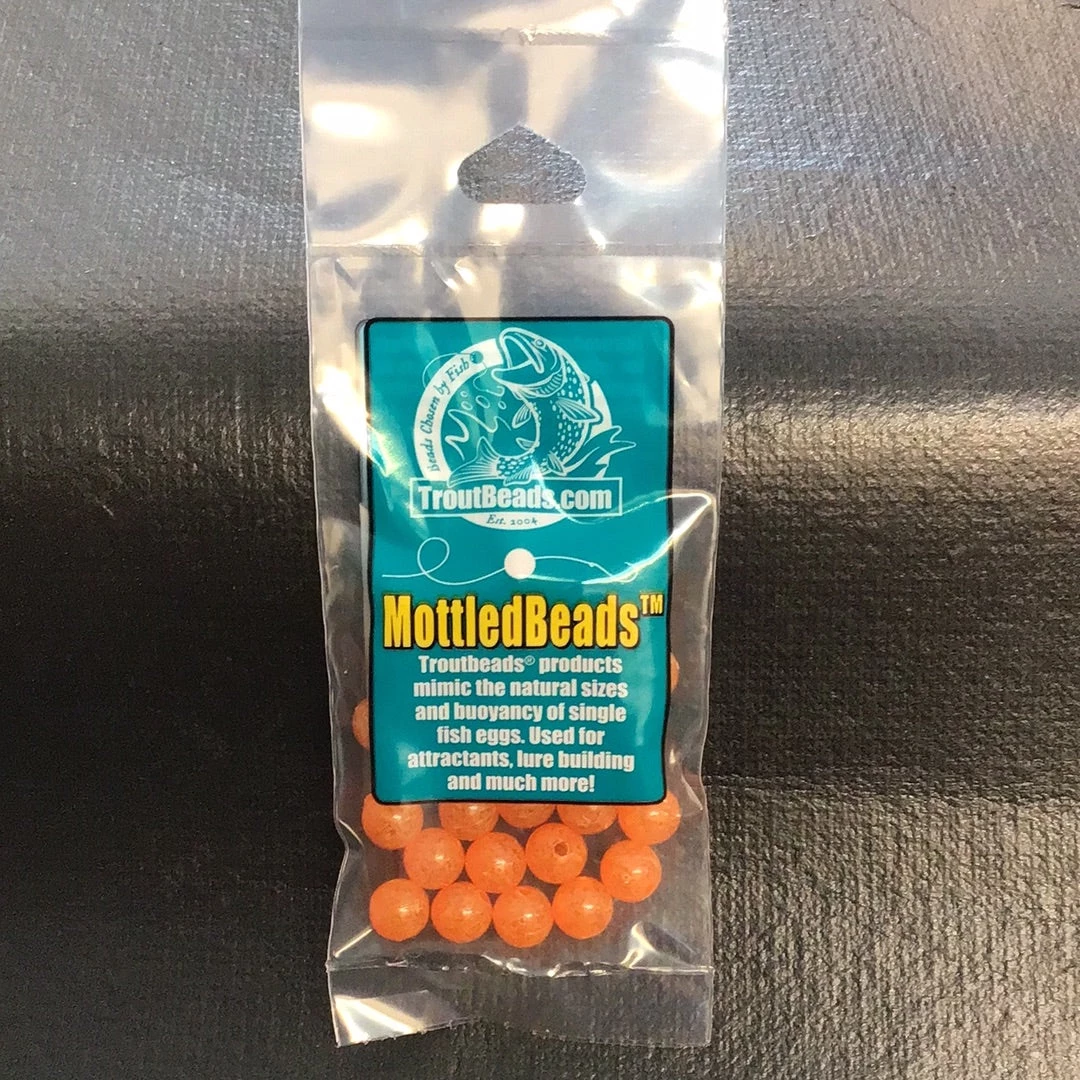 Beads Chosen by Fish®
TroutBeads.com
Est. 2004
MottledBeads™
Troutbeads® products
mimic the natural sizes
and buoyancy of single
fish eggs. Used for
attractants, lure building
and much more!